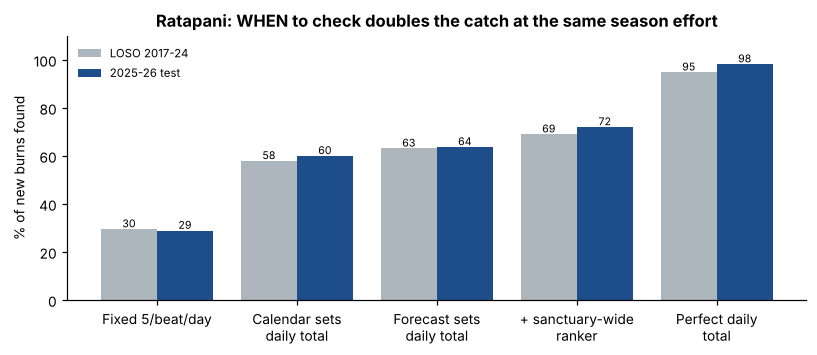 Ratapani: WHEN to check doubles the catch at the same season effort
LOSO 2017-24
2025-26 test
% of new burns found
100
80
60
40
20
0
30
29
58
60
63
64
69
72
95
98
Fixed 5/beat/day
Calendar sets
daily total
Forecast sets
daily total
+ sanctuary-wide
ranker
Perfect daily
total